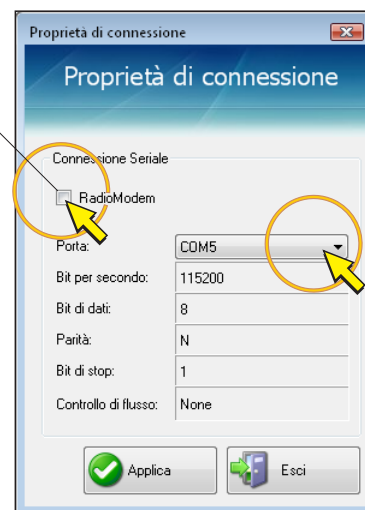 Proprietà di connessione
Proprietà di connessione
Connessione Seriale
RadioModem
Porta: COM5
Bit per secondo: 115200
Bit di dati: 8
Parità: N
Bit di stop: 1
Controllo di flusso: None
Applica Esci